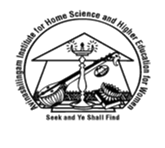 Avinashilingam Institute for Home Science and Higher Education for Women
Seek and Ye Shall Find